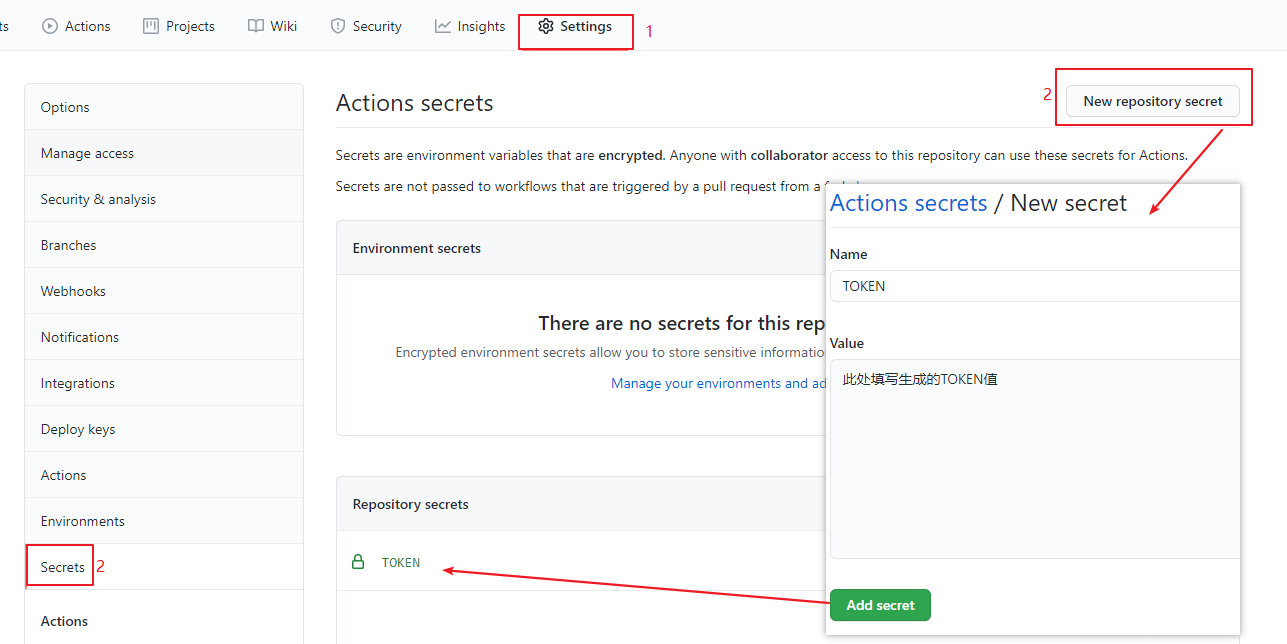 ts
Actions
Projects
Wiki
Security
Insights
Settings
1
Options
Manage access
Security & analysis
Branches
Webhooks
Notifications
Integrations
Deploy keys
Actions
Environments
Secrets
2
Actions
Actions secrets
2
New repository secret
Secrets are environment variables that are encrypted. Anyone with collaborator access to this repository can use these secrets for Actions.
Secrets are not passed to workflows that are triggered by a pull request from a
Environment secrets
There are no secrets for this rep
Encrypted environment secrets allow you to store sensitive informatio
Manage your environments and ad
Repository secrets
TOKEN
Actions secrets / New secret
Name
TOKEN
Value
此处填写生成的TOKEN值
Add secret